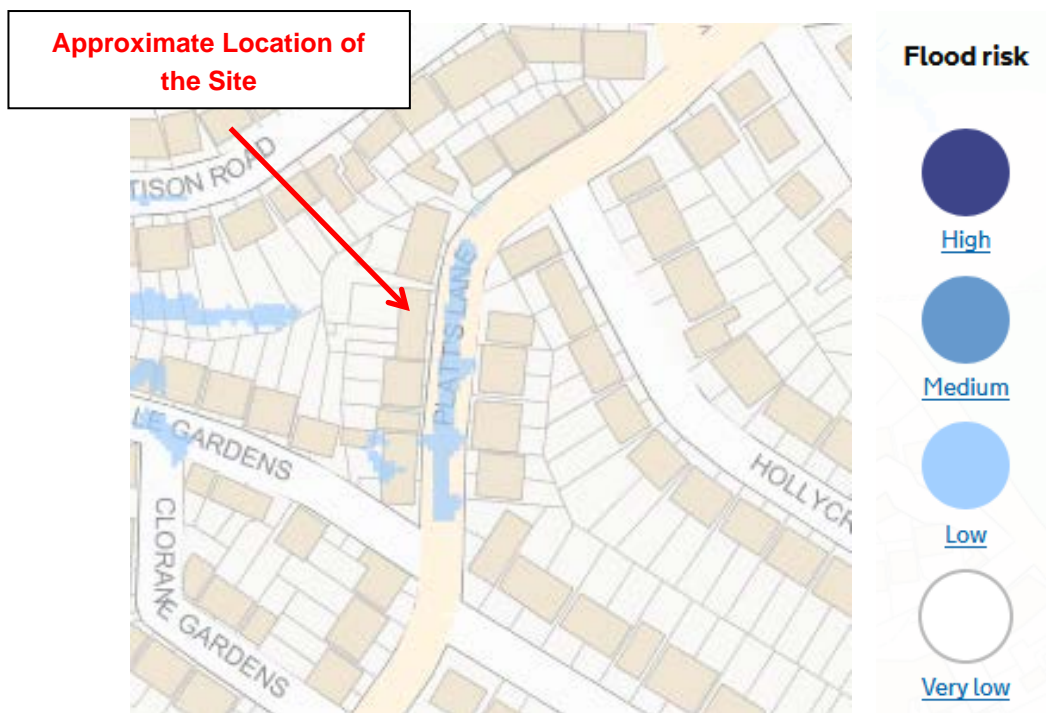 Approximate Location of
the Site
Flood risk
TISON ROAD
High
PLATTS LANE
Medium
LE GARDENS
HOLLYCR
CLORANE GARDENS
Low
Very low